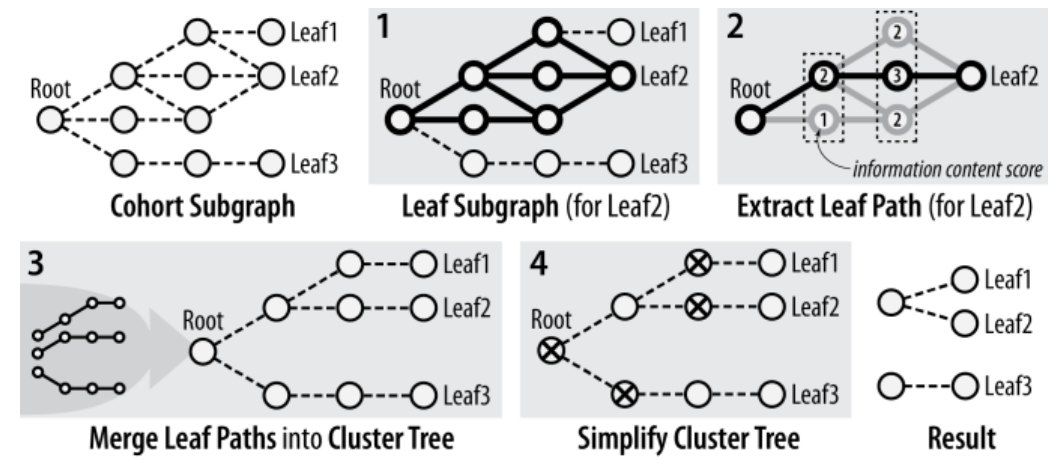 Root
Leaf1
Leaf2
Leaf3
Cohort Subgraph
1
Root
Leaf1
Leaf2
Leaf3
Leaf Subgraph (for Leaf2)
2
Root
2
2
3
1
2
Leaf2
information content score
Extract Leaf Path (for Leaf2)
3
Root
Leaf1
Leaf2
Leaf3
Merge Leaf Paths into Cluster Tree
4
Root
Leaf1
Leaf2
Leaf3
Simplify Cluster Tree
Leaf1
Leaf2
Leaf3
Result